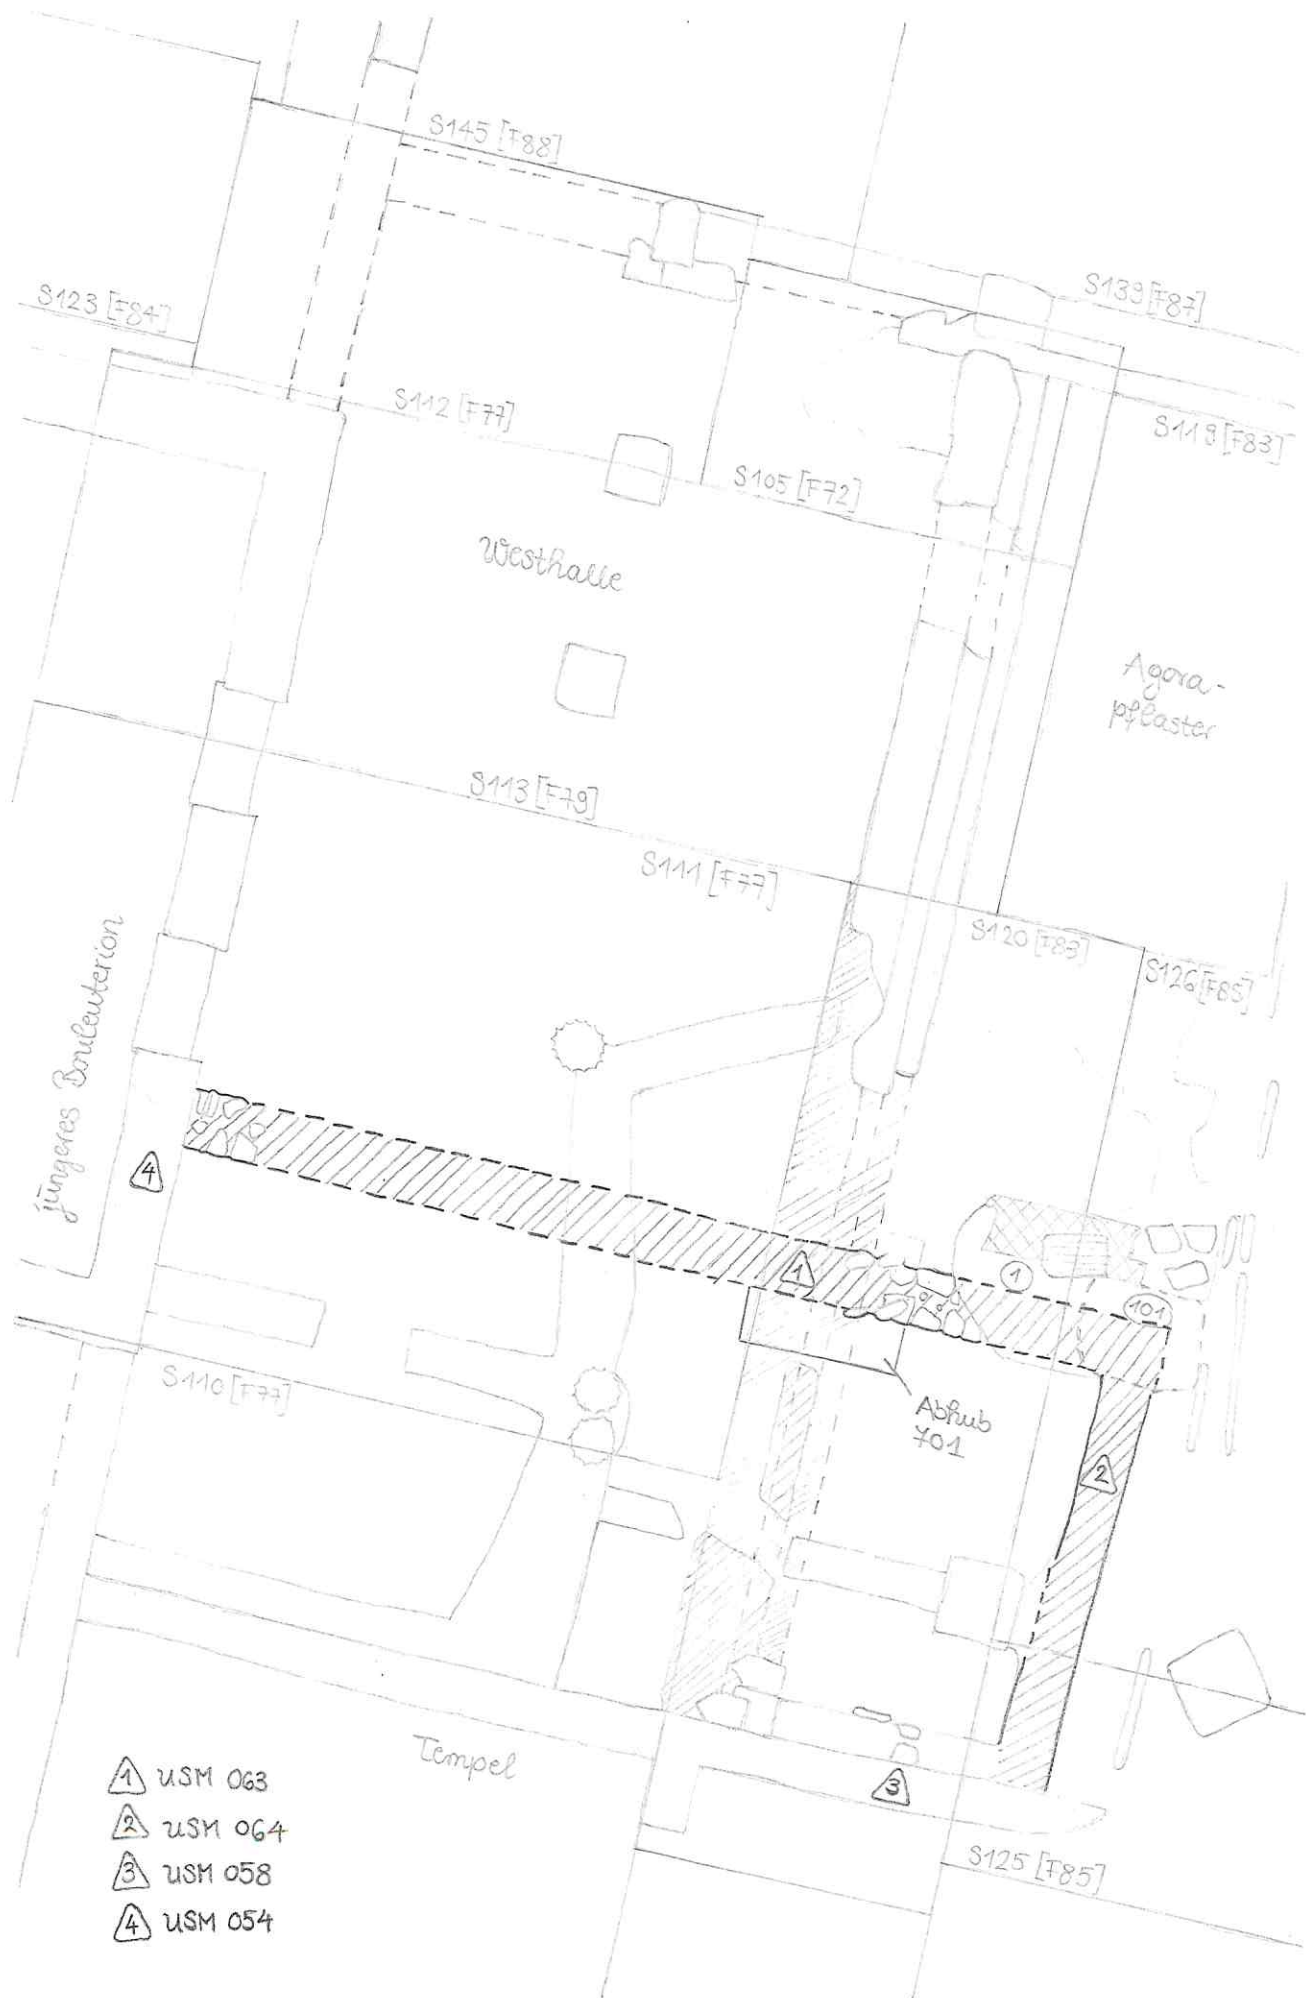 S145 [F88]
S139 [F87]
S123 [F84]
S112 [F77]
S119 [F83]
S105 [F72]
Westhalle
Agora-
pflaster
S113 [F79]
S111 [F77]
S120 [F83]
S126 [F85]
jüngeres Bouleuterion
4
1
1
101
S110 [F77]
Abhub
701
2
Tempel
3
1 USM 063
2 USM 064
3 USM 058
4 USM 054
S125 [F85]